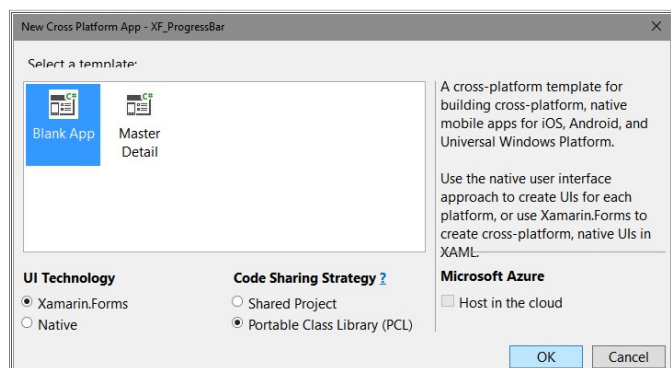 New Cross Platform App - XF_ProgressBar
Select a template:
C#
Blank App
C#
Master
Detail
A cross-platform template for
building cross-platform, native
mobile apps for iOS, Android, and
Universal Windows Platform.
Use the native user interface
approach to create UIs for each
platform, or use Xamarin.Forms to
create cross-platform, native UIs in
XAML.
UI Technology
Xamarin.Forms
Native
Code Sharing Strategy ?
Shared Project
Portable Class Library (PCL)
Microsoft Azure
Host in the cloud
OK
Cancel